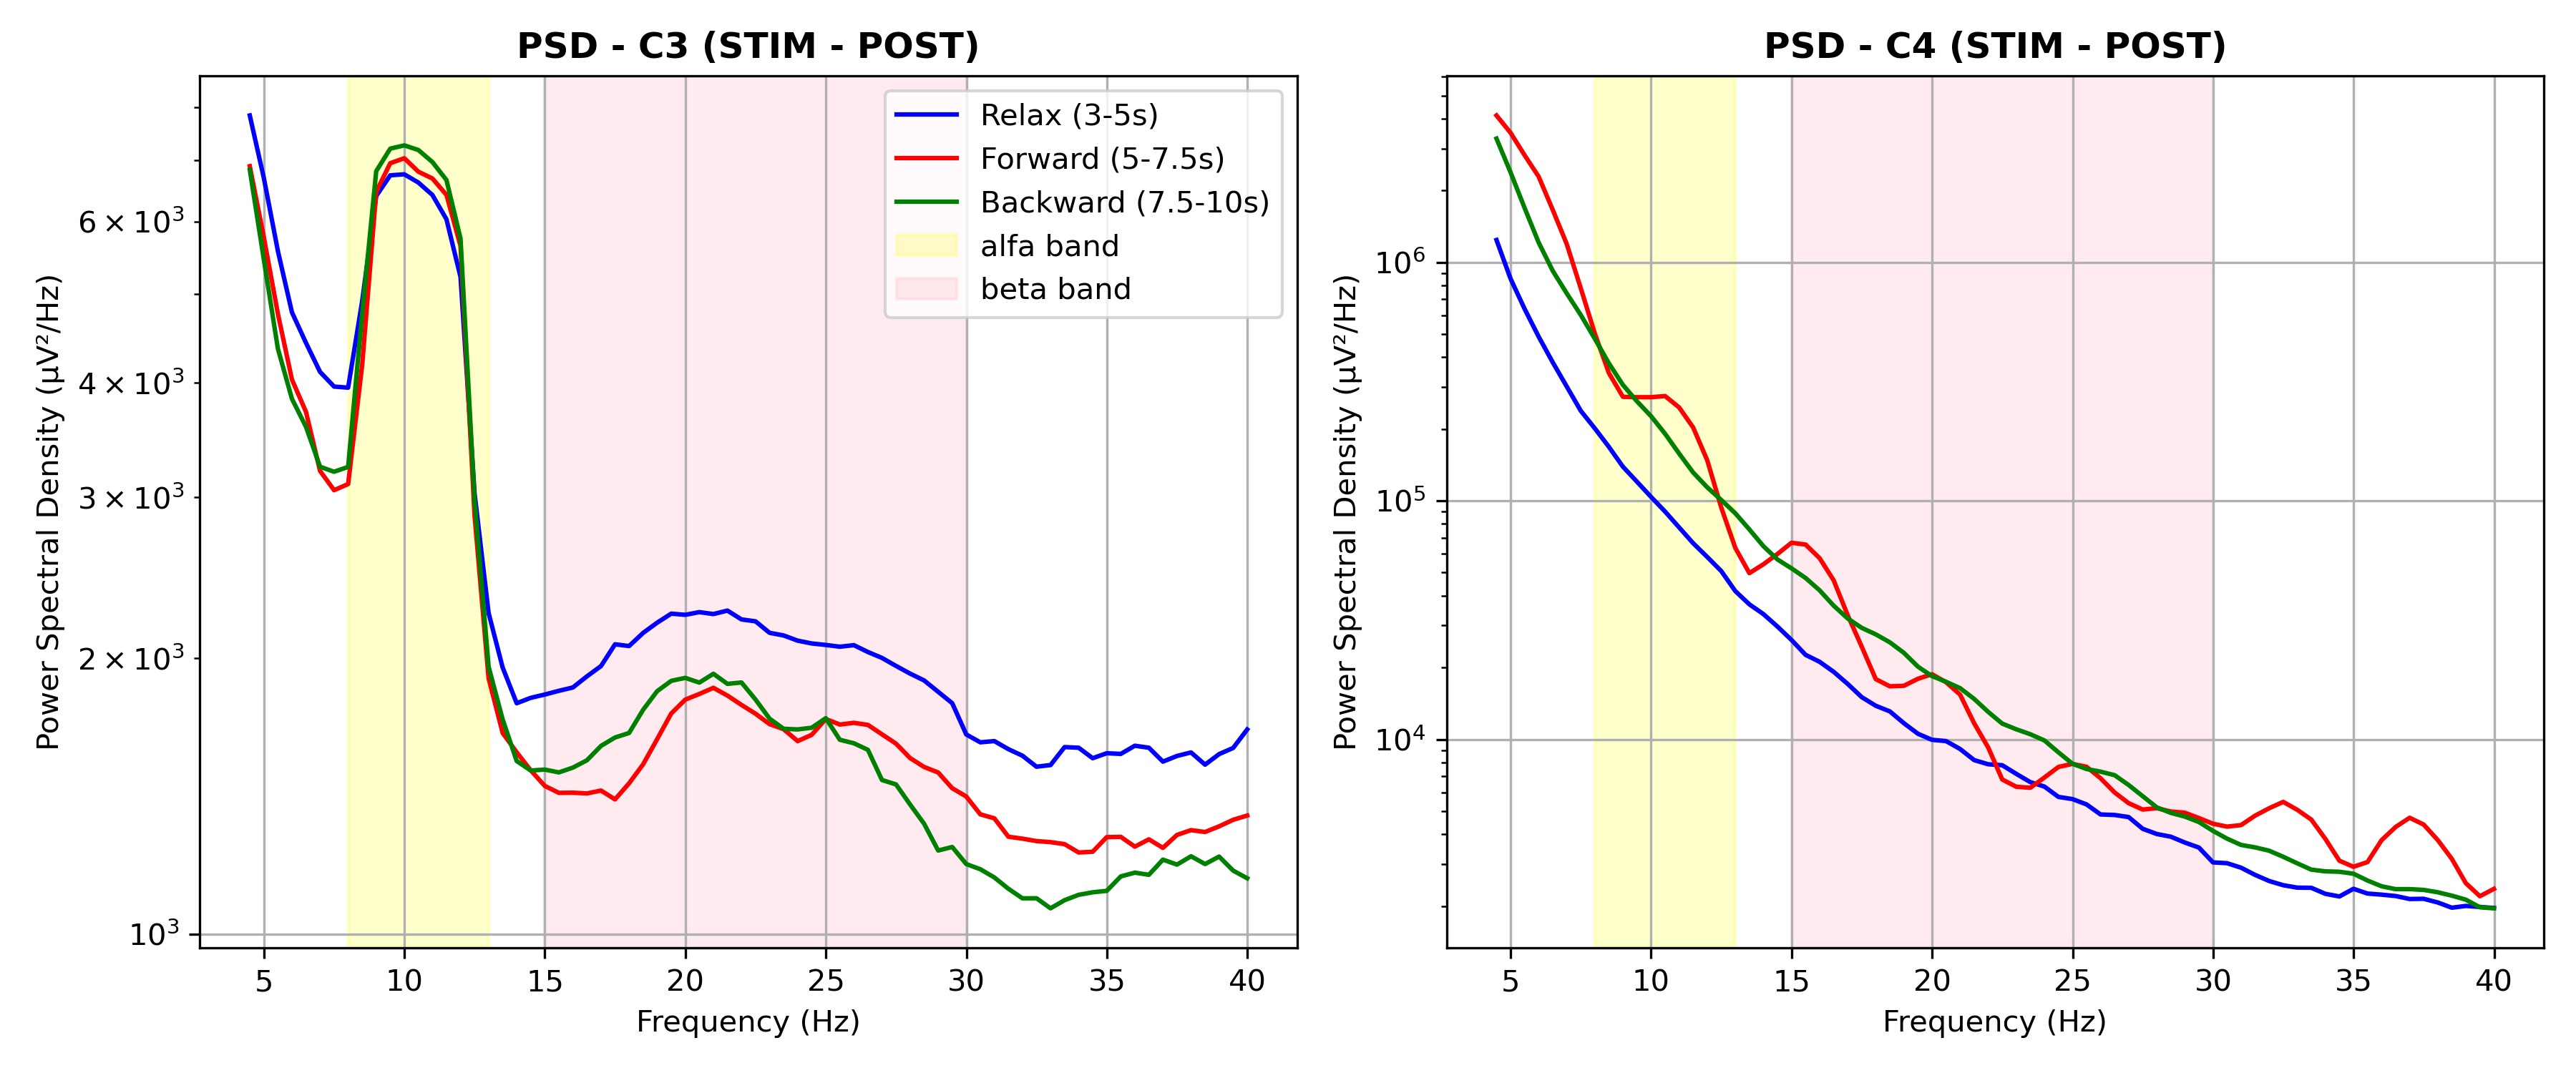 PSD - C3 (STIM - POST)
Power Spectral Density (µV²/Hz)
6 × 10³
4 × 10³
3 × 10³
2 × 10³
10³
5 10 15 20 25 30 35 40
Frequency (Hz)
Relax (3-5s)
Forward (5-7.5s)
Backward (7.5-10s)
alfa band
beta band
PSD - C4 (STIM - POST)
Power Spectral Density (µV²/Hz)
10⁶
10⁵
10⁴
5 10 15 20 25 30 35 40
Frequency (Hz)